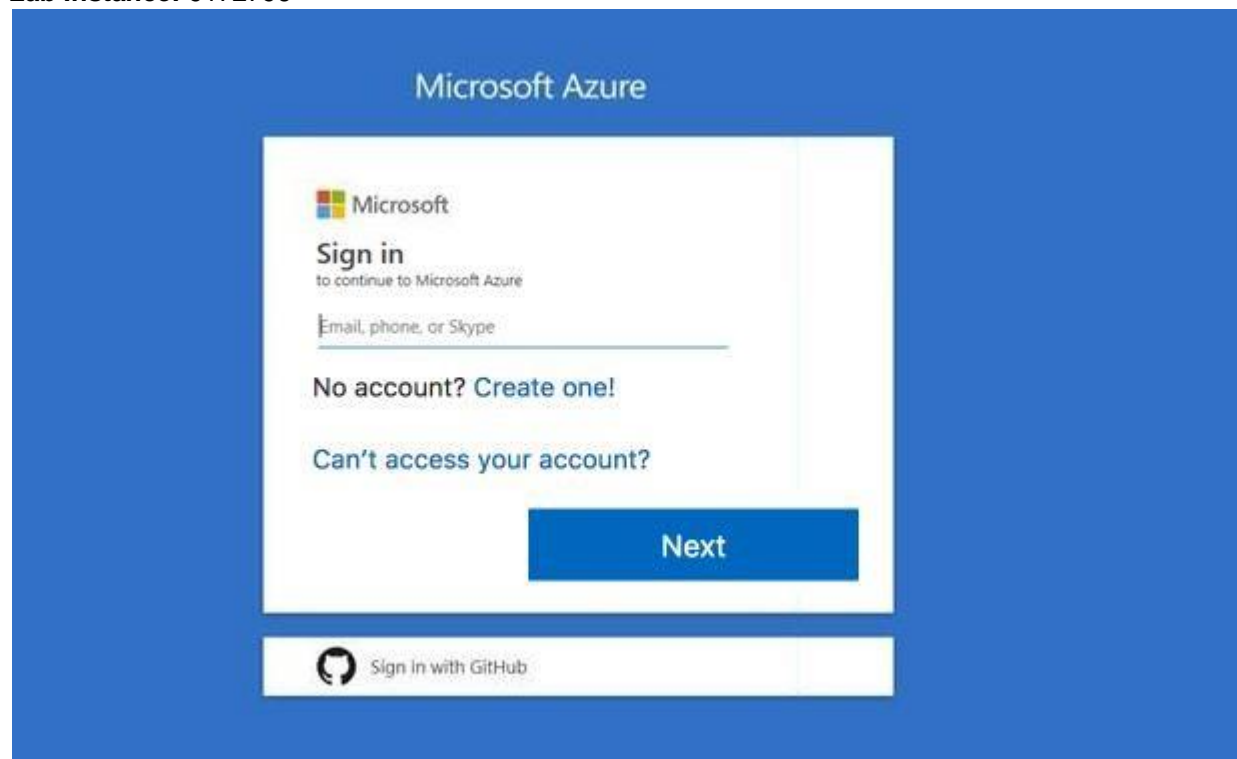 Microsoft Azure
Microsoft
Sign in
to continue to Microsoft Azure
Email, phone, or Skype
No account? Create one!
Can't access your account?
Next
Sign in with GitHub